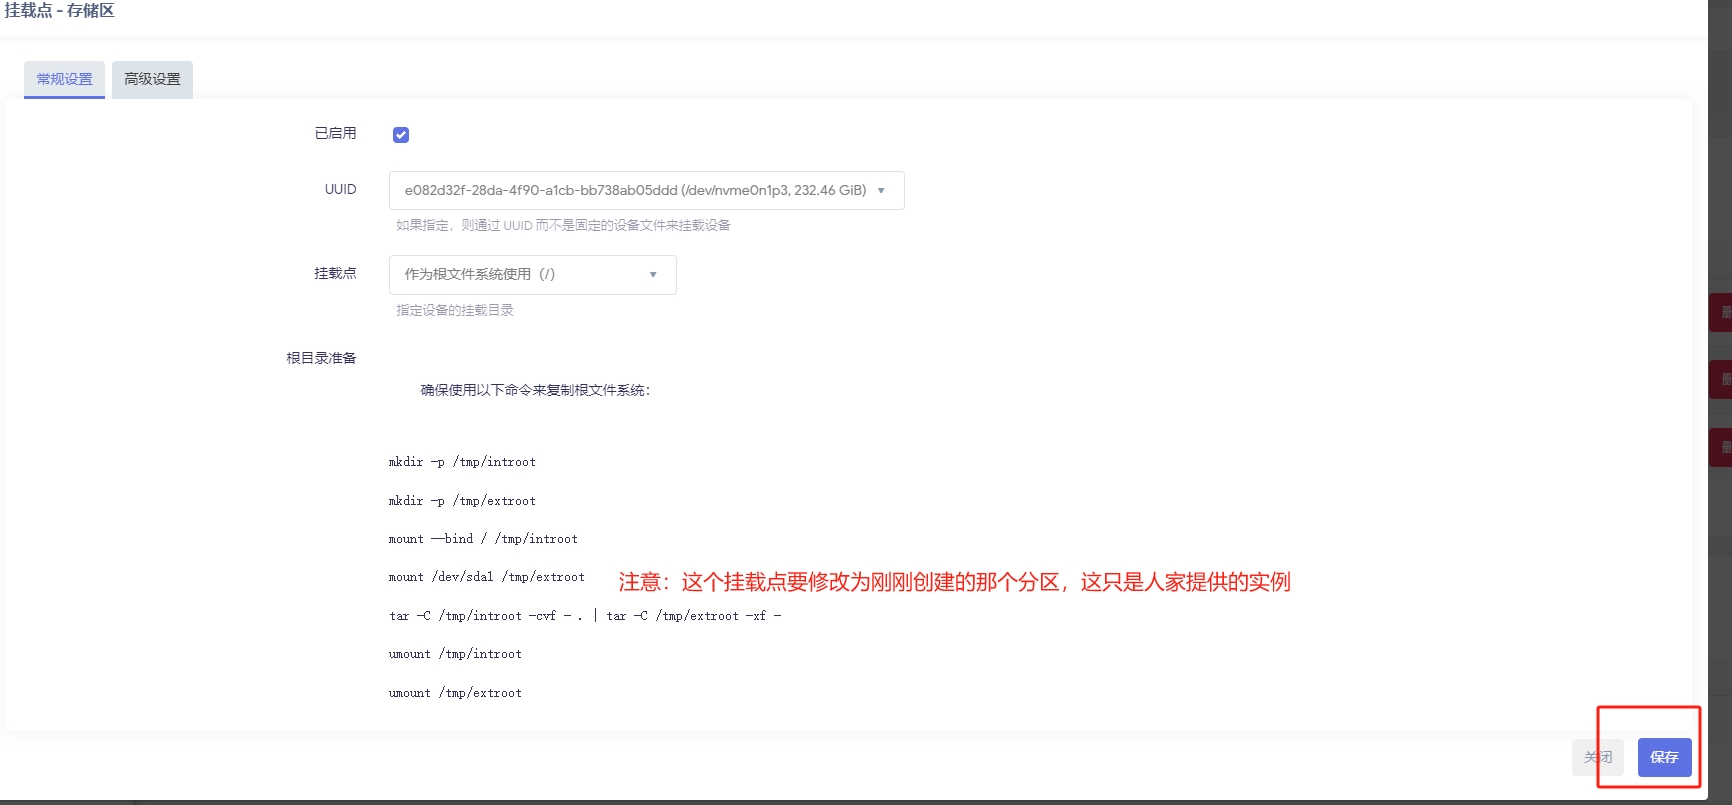 挂载点 - 存储区
常规设置
高级设置
已启用
UUID
e082d32f-28da-4f90-a1cb-bb738ab05ddd (/dev/nvme0n1p3, 232.46 GiB)
如果指定，则通过 UUID 而不是固定的设备文件来挂载设备
挂载点
作为根文件系统使用（/）
指定设备的挂载目录
根目录准备
确保使用以下命令来复制根文件系统：
mkdir -p /tmp/introot
mkdir -p /tmp/extroot
mount --bind / /tmp/introot
mount /dev/sda1 /tmp/extroot
注意：这个挂载点要修改为刚刚创建的那个分区，这只是人家提供的实例
tar -C /tmp/introot -cvf - . | tar -C /tmp/extroot -xf -
umount /tmp/introot
umount /tmp/extroot
关闭
保存